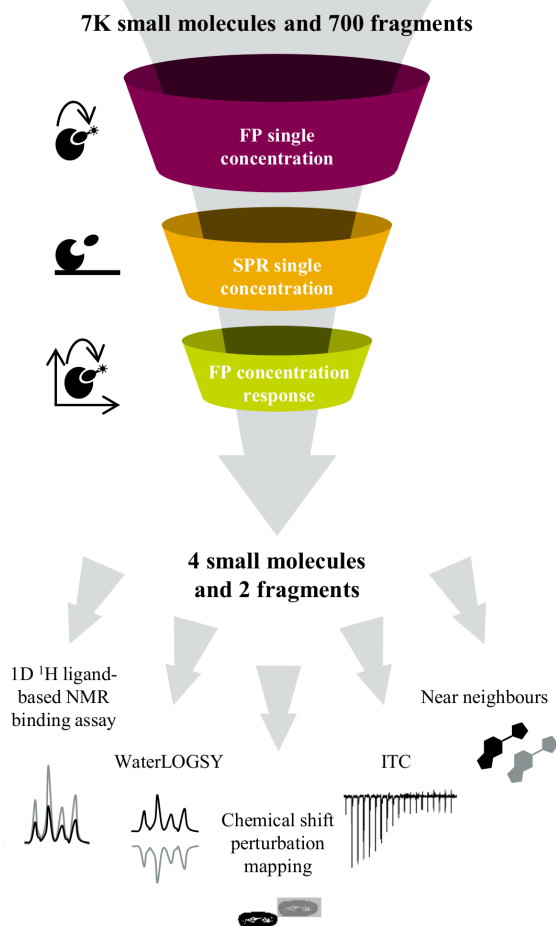 7K small molecules and 700 fragments
FP single
concentration
SPR single
concentration
FP concentration
response
4 small molecules
and 2 fragments
1D ¹H ligand-
based NMR
binding assay
WaterLOGSY
Chemical shift
perturbation
mapping
ITC
Near neighbours